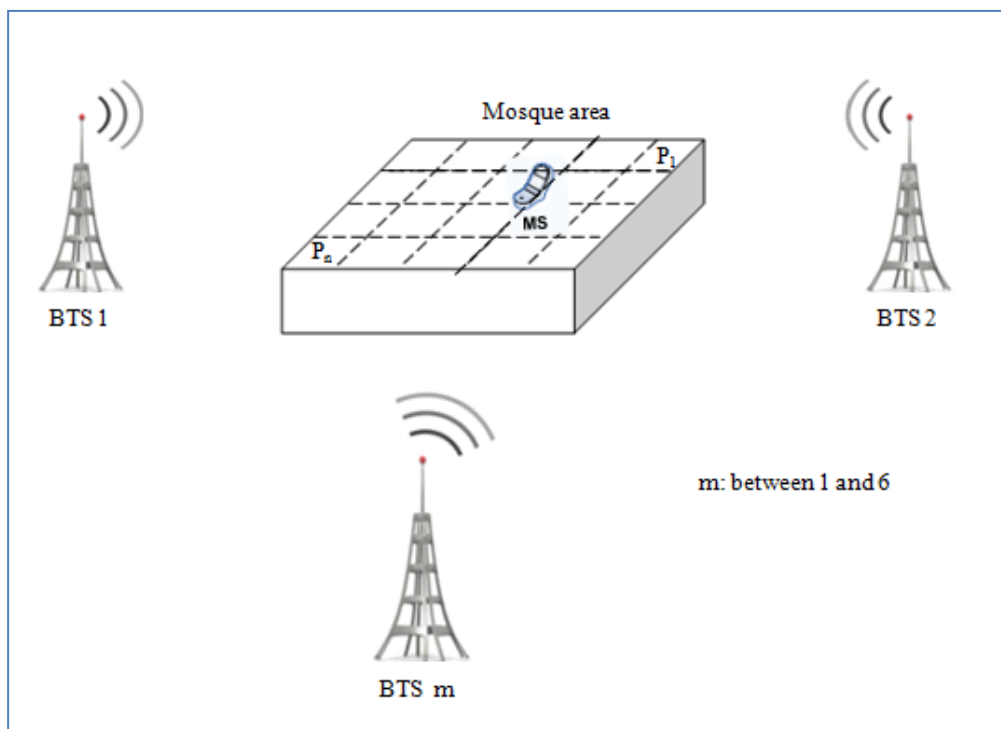 Mosque area
P1
MS
Pn
BTS 1
BTS 2
m: between 1 and 6
BTS m